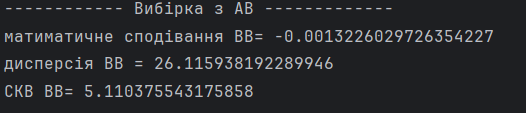 ------------ Вибірка з АВ -------------
матиматичне сподівання ВВ= -0.0013226029726354227
дисперсія ВВ = 26.115938192289946
СКВ ВВ= 5.110375543175858